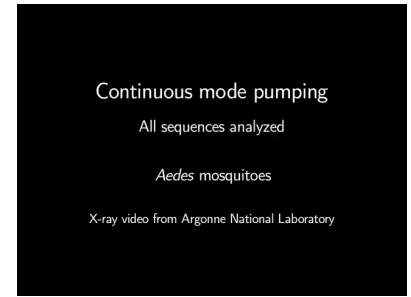 Continuous mode pumping
All sequences analyzed
Aedes mosquitoes
X-ray video from Argonne National Laboratory